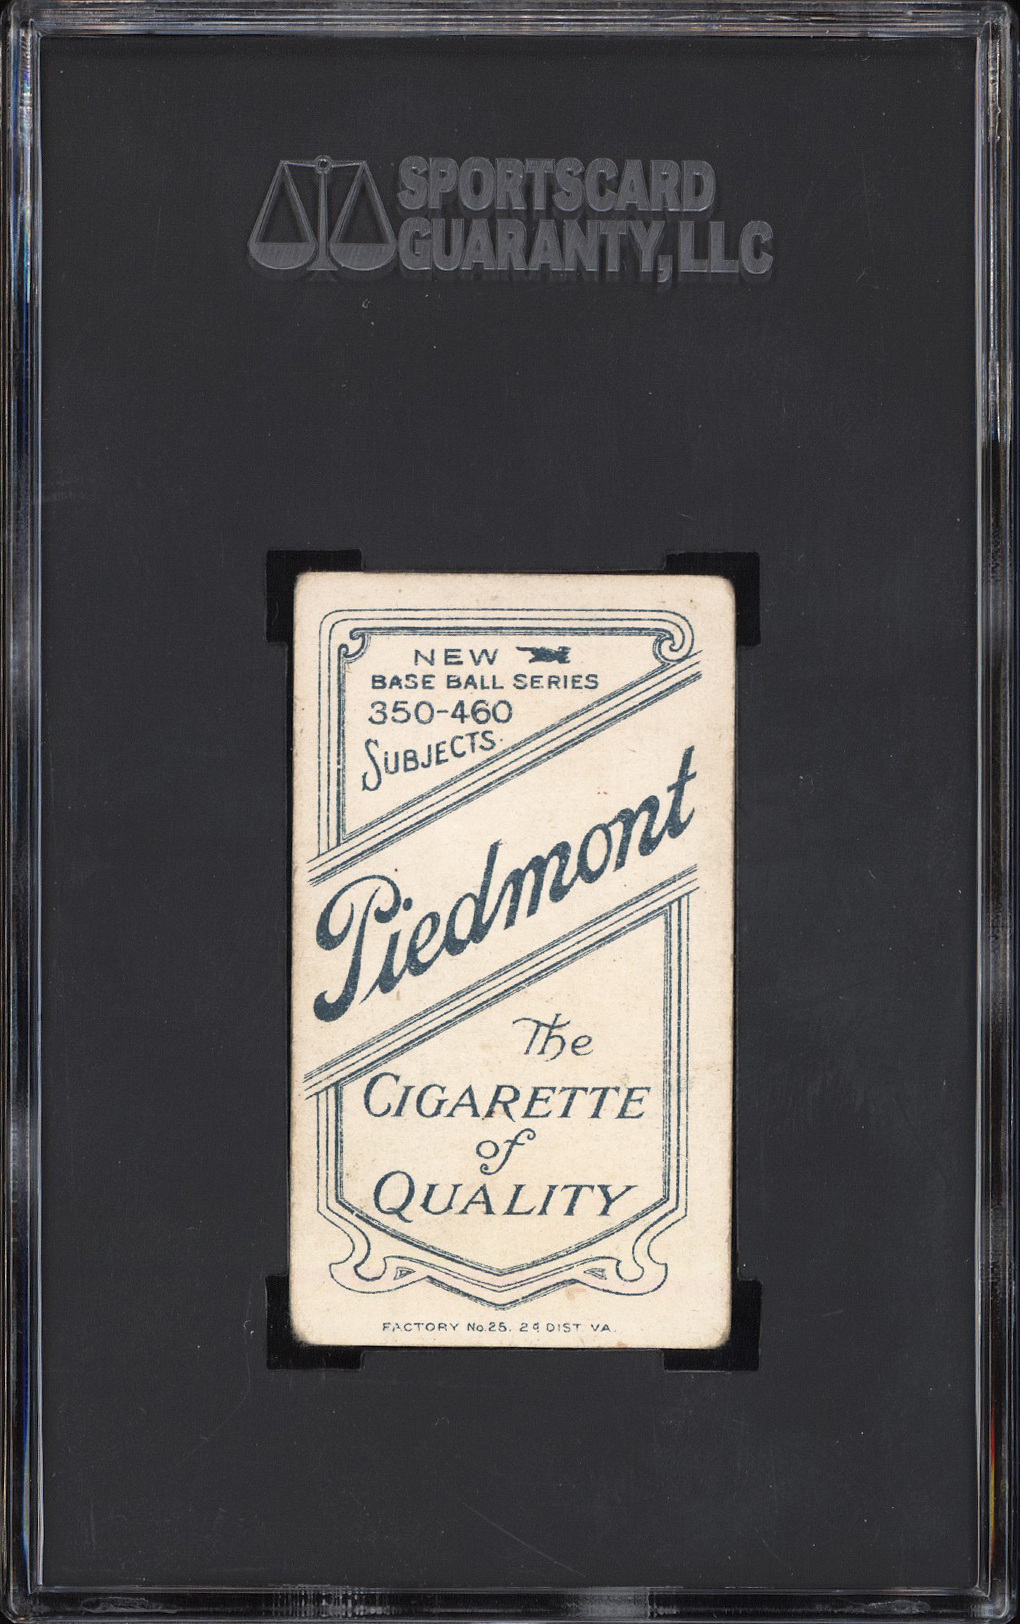 SPORTSCARD
GUARANTY, LLC
NEW
BASE BALL SERIES
350-460
SUBJECTS.
Piedmont
The
CIGARETTE
of
QUALITY
FACTORY No. 25. 2d DIST. VA.